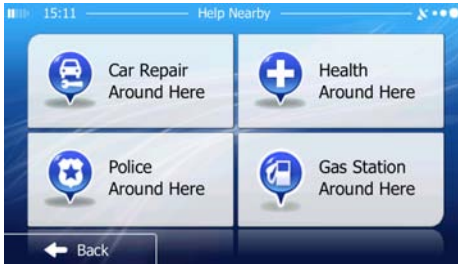 15:11 Help Nearby
Car Repair
Around Here
Health
Around Here
Police
Around Here
Gas Station
Around Here
Back